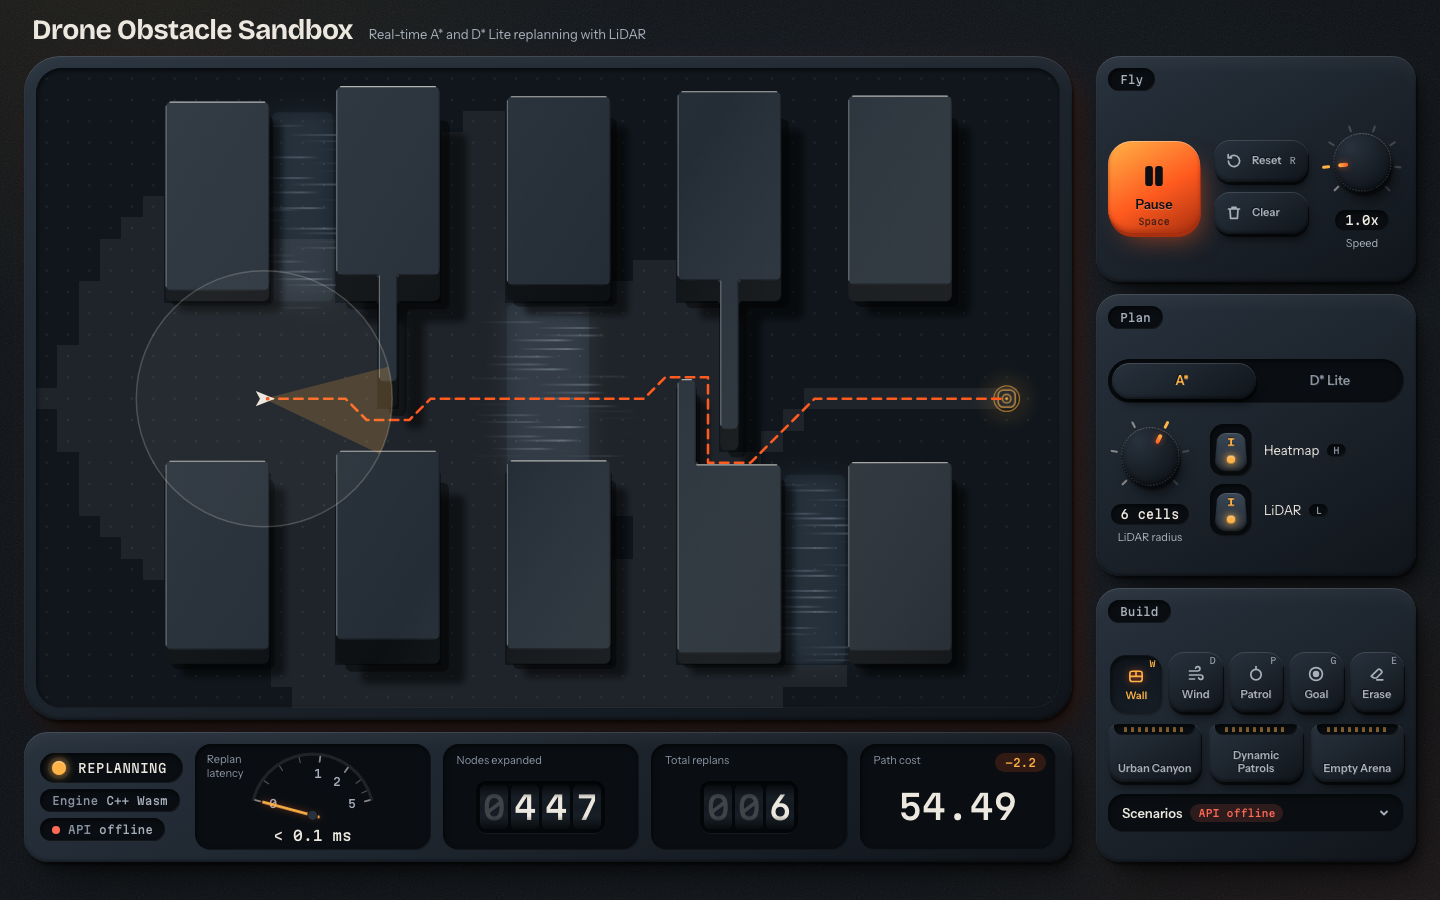 Drone Obstacle Sandbox
Real-time A* and D* Lite replanning with LiDAR
Fly
Pause
Space
Reset R
Clear
1.0x
Speed
Plan
A*
D* Lite
6 cells
LiDAR radius
I
Heatmap H
I
LiDAR L
Build
W
Wall
D
Wind
P
Patrol
G
Goal
E
Erase
Urban Canyon
Dynamic
Patrols
Empty Arena
Scenarios API offline
REPLANNING
Engine C++ Wasm
API offline
Replan
latency
0
1
2
5
< 0.1 ms
Nodes expanded
0447
Total replans
006
Path cost
−2.2
54.49